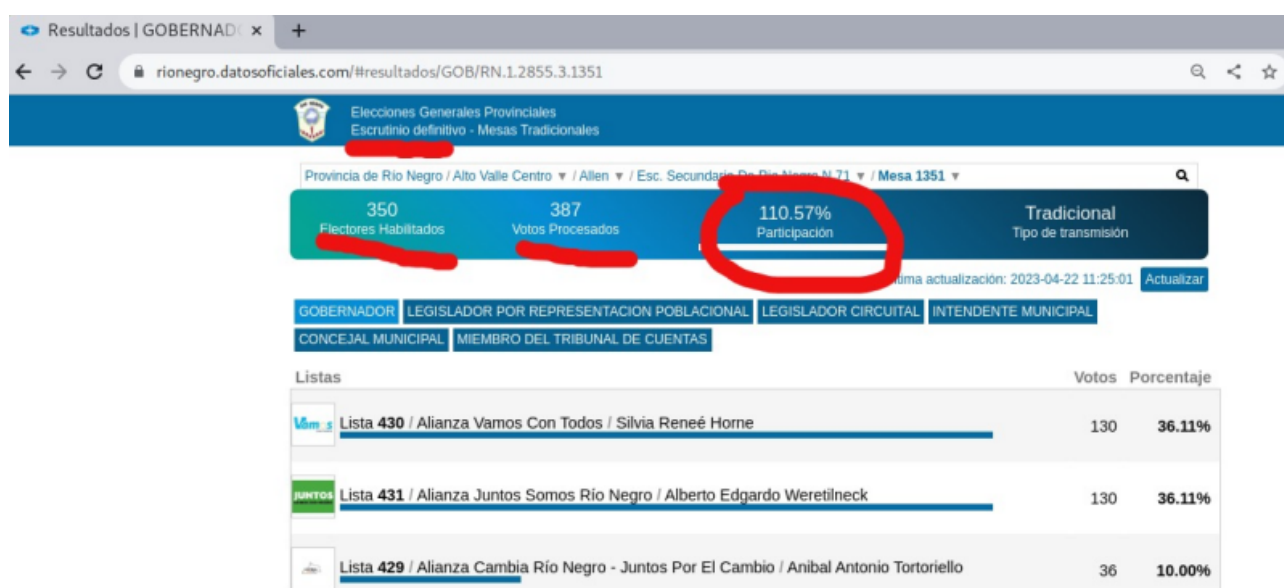 Resultados | GOBERNAD
rionegro.datosoficiales.com/#resultados/GOB/RN.1.2855.3.1351
Elecciones Generales Provinciales
Escrutinio definitivo - Mesas Tradicionales
Provincia de Río Negro / Alto Valle Centro / Allen / Esc. Secundaria De Rio Negro N 71 / Mesa 1351
350 387 110.57% Tradicional
Electores Habilitados Votos Procesados Participación Tipo de transmisión
actualización: 2023-04-22 11:25:01 Actualizar
GOBERNADOR LEGISLADOR POR REPRESENTACION POBLACIONAL LEGISLADOR CIRCUITAL INTENDENTE MUNICIPAL
CONCEJAL MUNICIPAL MIEMBRO DEL TRIBUNAL DE CUENTAS
Listas Votos Porcentaje
Lista 430 / Alianza Vamos Con Todos / Silvia Reneé Horne 130 36.11%
JUNTOS Lista 431 / Alianza Juntos Somos Río Negro / Alberto Edgardo Weretilneck 130 36.11%
Lista 429 / Alianza Cambia Río Negro - Juntos Por El Cambio / Anibal Antonio Tortoriello 36 10.00%